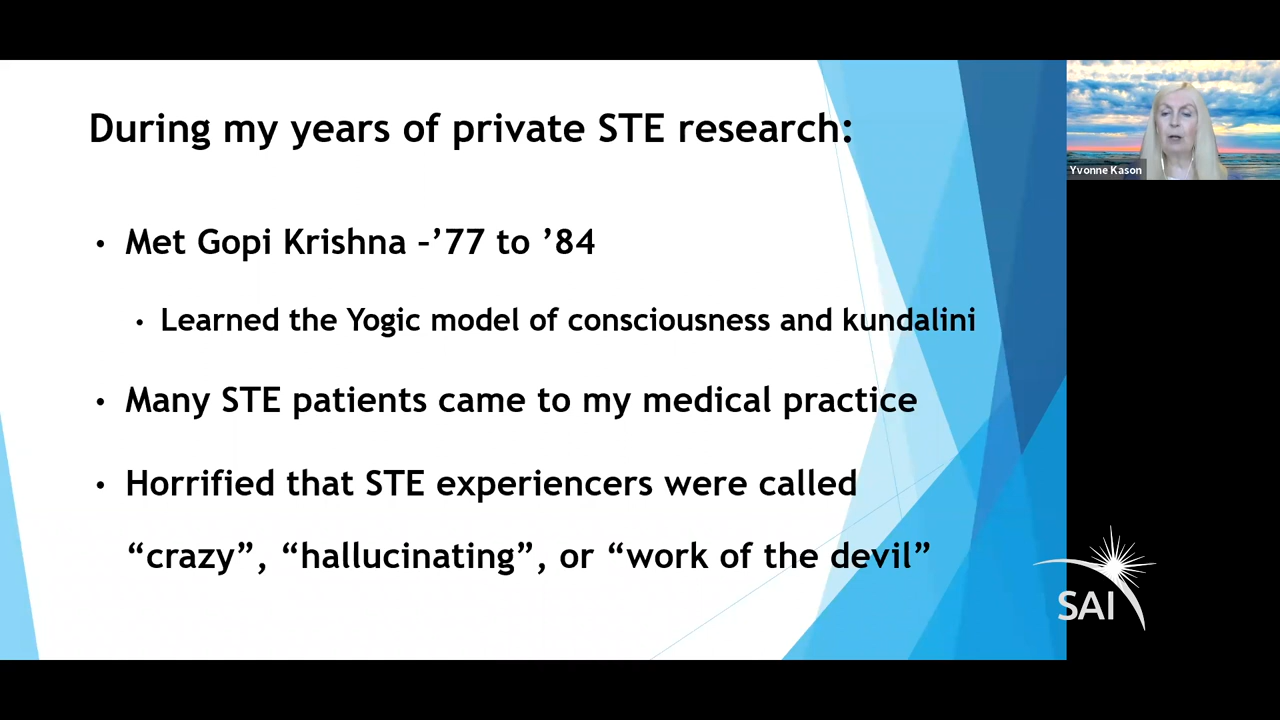 During my years of private STE research:
• Met Gopi Krishna –’77 to ’84
• Learned the Yogic model of consciousness and kundalini
• Many STE patients came to my medical practice
• Horrified that STE experiencers were called
“crazy”, “hallucinating”, or “work of the devil”
Yvonne Kason
SAI